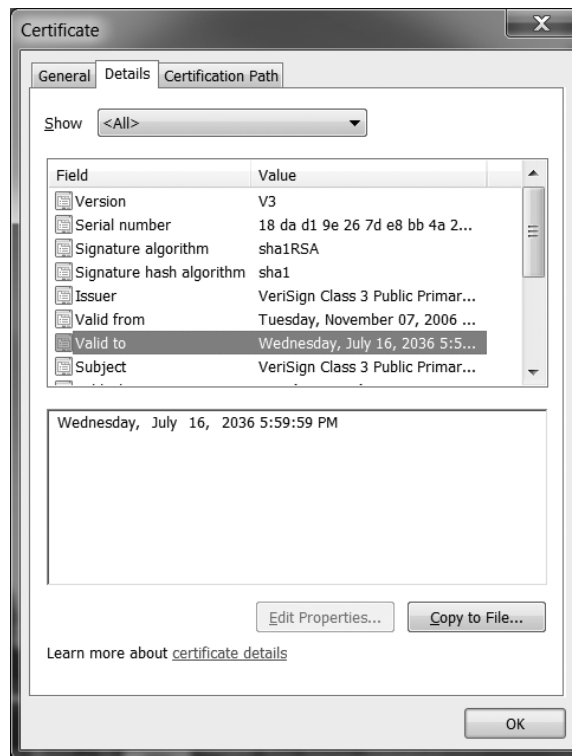 Certificate
X
General Details Certification Path
Show <All>
Field Value
Version V3
Serial number 18 da d1 9e 26 7d e8 bb 4a 2...
Signature algorithm sha1RSA
Signature hash algorithm sha1
Issuer VeriSign Class 3 Public Primar...
Valid from Tuesday, November 07, 2006 ...
Valid to Wednesday, July 16, 2036 5:5...
Subject VeriSign Class 3 Public Primar...
Wednesday, July 16, 2036 5:59:59 PM
Edit Properties... Copy to File...
Learn more about certificate details
OK